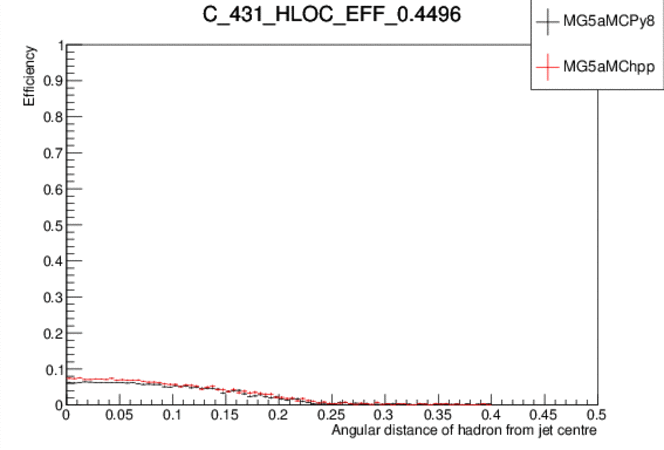 C_431_HLOC_EFF_0.4496
MG5aMCPy8
MG5aMChpp
Efficiency
1
0.9
0.8
0.7
0.6
0.5
0.4
0.3
0.2
0.1
0
0 0.05 0.1 0.15 0.2 0.25 0.3 0.35 0.4 0.45 0.5
Angular distance of hadron from jet centre